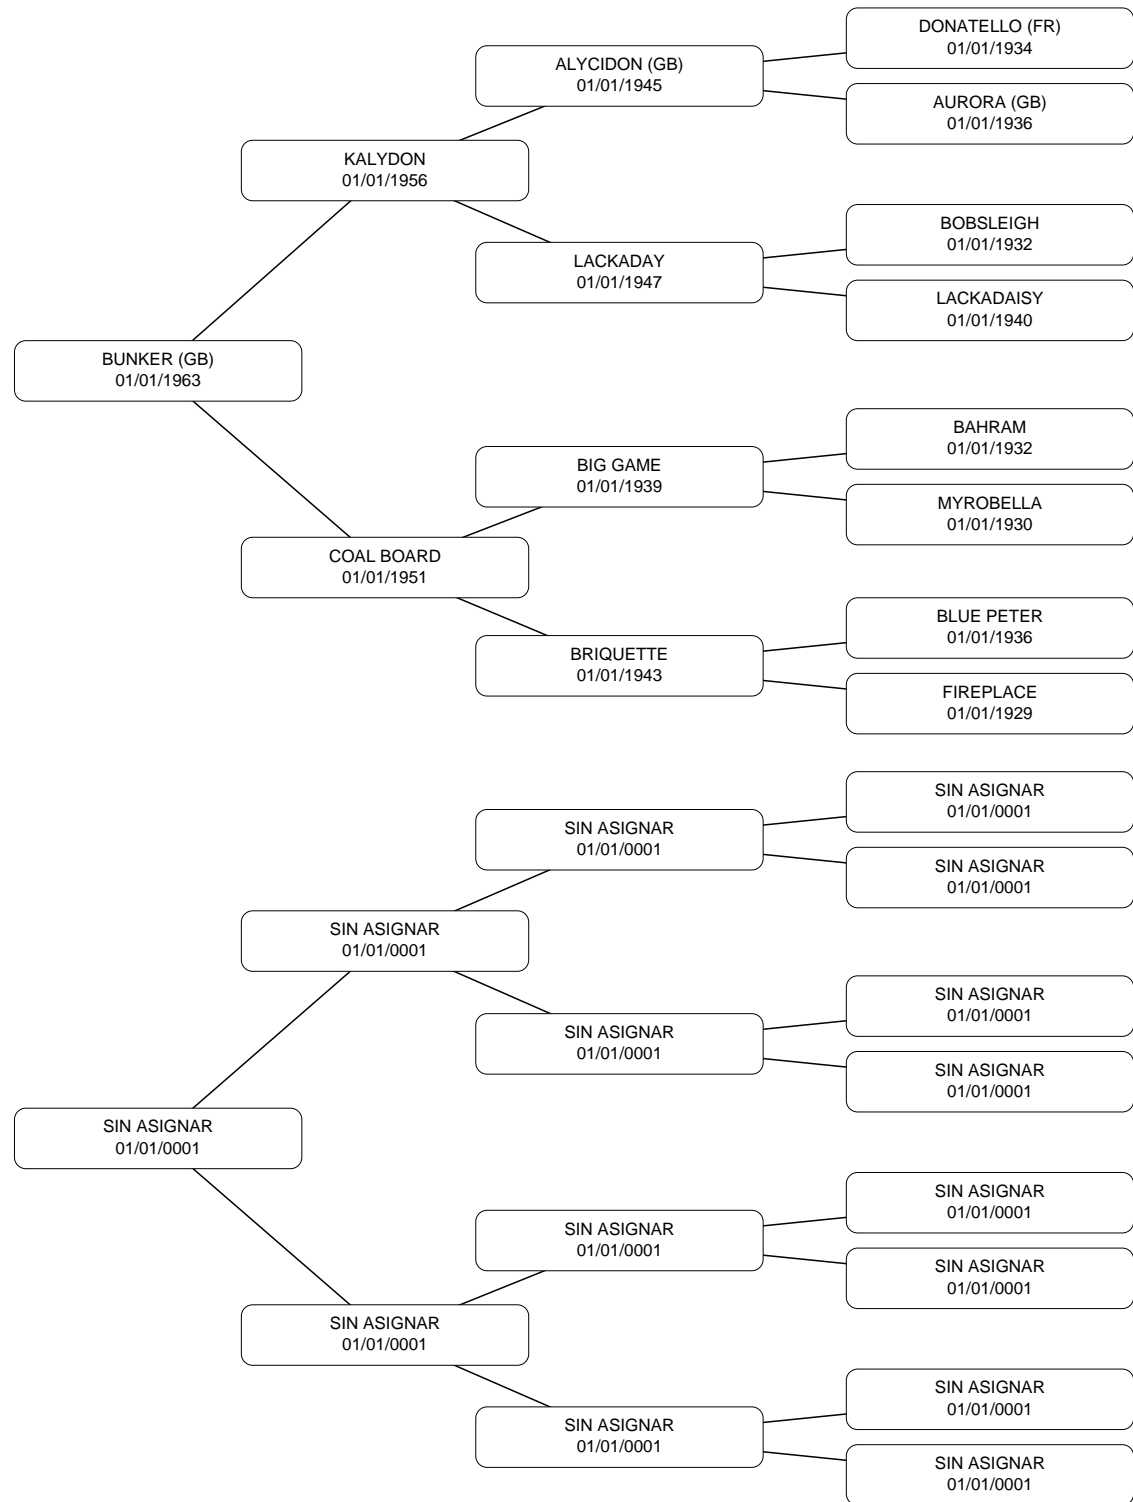 DONATELLO (FR)
01/01/1934
ALYCIDON (GB)
01/01/1945
AURORA (GB)
01/01/1936
KALYDON
01/01/1956
BOBSLEIGH
01/01/1932
LACKADAY
01/01/1947
LACKADAISY
01/01/1940
BUNKER (GB)
01/01/1963
BAHRAM
01/01/1932
BIG GAME
01/01/1939
MYROBELLA
01/01/1930
COAL BOARD
01/01/1951
BLUE PETER
01/01/1936
BRIQUETTE
01/01/1943
FIREPLACE
01/01/1929
SIN ASIGNAR
01/01/0001
SIN ASIGNAR
01/01/0001
SIN ASIGNAR
01/01/0001
SIN ASIGNAR
01/01/0001
SIN ASIGNAR
01/01/0001
SIN ASIGNAR
01/01/0001
SIN ASIGNAR
01/01/0001
SIN ASIGNAR
01/01/0001
SIN ASIGNAR
01/01/0001
SIN ASIGNAR
01/01/0001
SIN ASIGNAR
01/01/0001
SIN ASIGNAR
01/01/0001
SIN ASIGNAR
01/01/0001
SIN ASIGNAR
01/01/0001
SIN ASIGNAR
01/01/0001